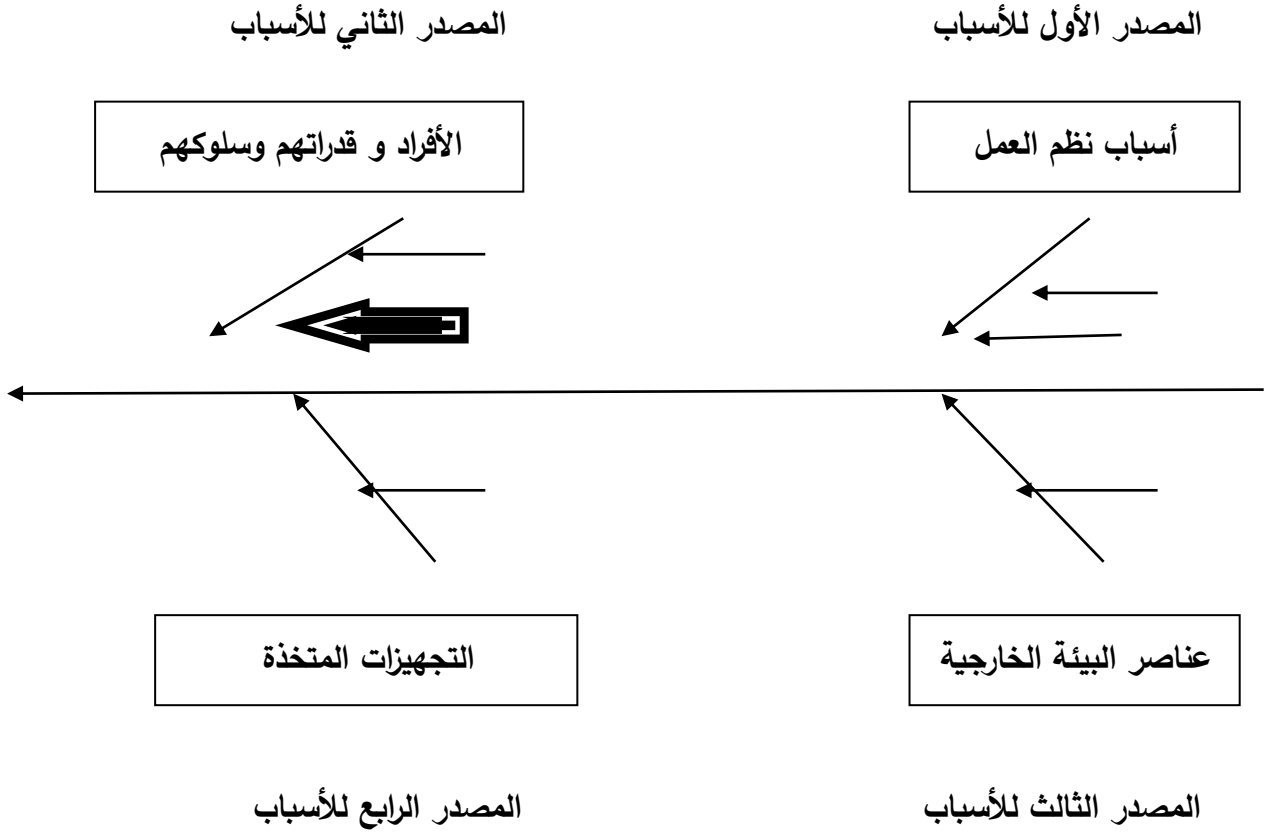 المصدر الأول للأسباب
المصدر الثاني للأسباب
أسباب نظم العمل
الأفراد و قدراتهم وسلوكهم
عناصر البيئة الخارجية
التجهيزات المتخذة
المصدر الثالث للأسباب
المصدر الرابع للأسباب